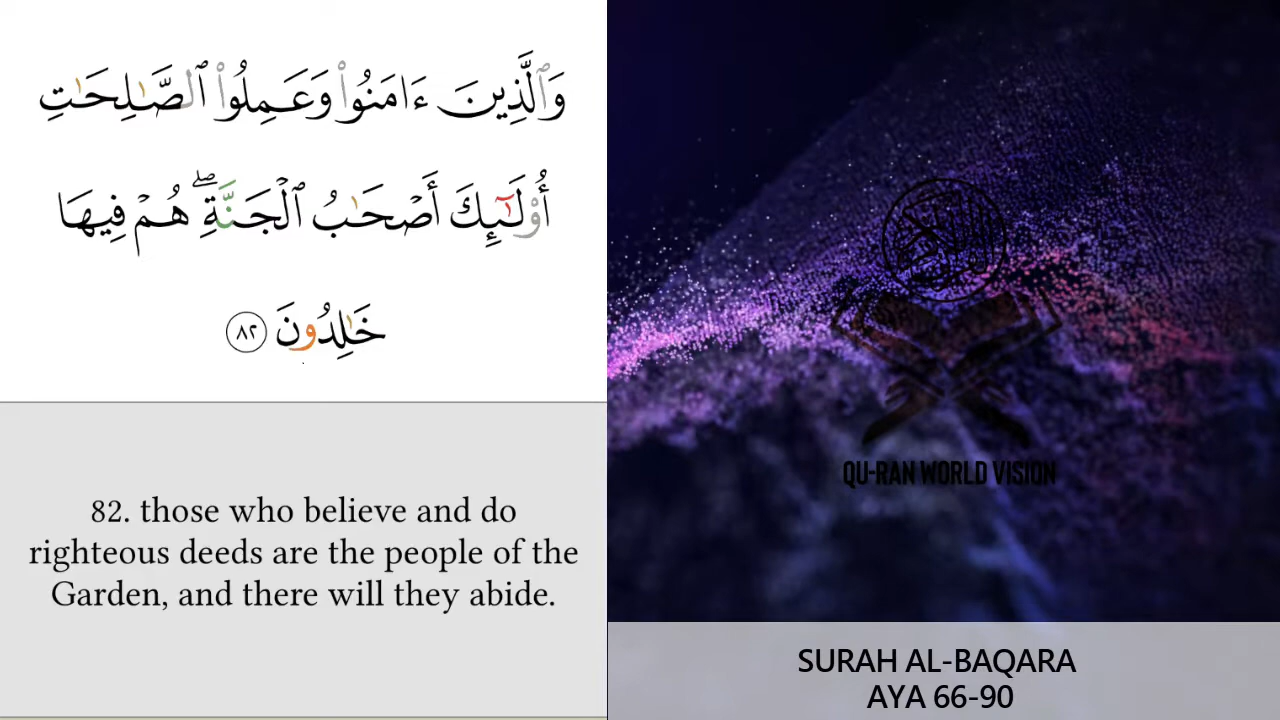 وَٱلَّذِينَ ءَامَنُوا۟ وَعَمِلُوا۟ ٱلصَّـٰلِحَـٰتِ
أُو۟لَـٰٓئِكَ أَصْحَـٰبُ ٱلْجَنَّةِ ۖ هُمْ فِيهَا
خَـٰلِدُونَ ٨٢
82. those who believe and do
righteous deeds are the people of the
Garden, and there will they abide.
QU-RAN WORLD VISION
SURAH AL-BAQARA
AYA 66-90